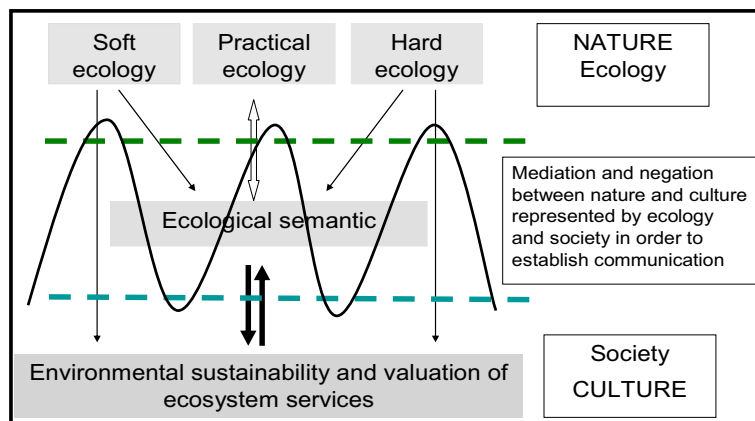 Soft
ecology
Practical
ecology
Hard
ecology
NATURE
Ecology
Mediation and negation
between nature and culture
represented by ecology
and society in order to
establish communication
Ecological semantic
Environmental sustainability and valuation of
ecosystem services
Society
CULTURE